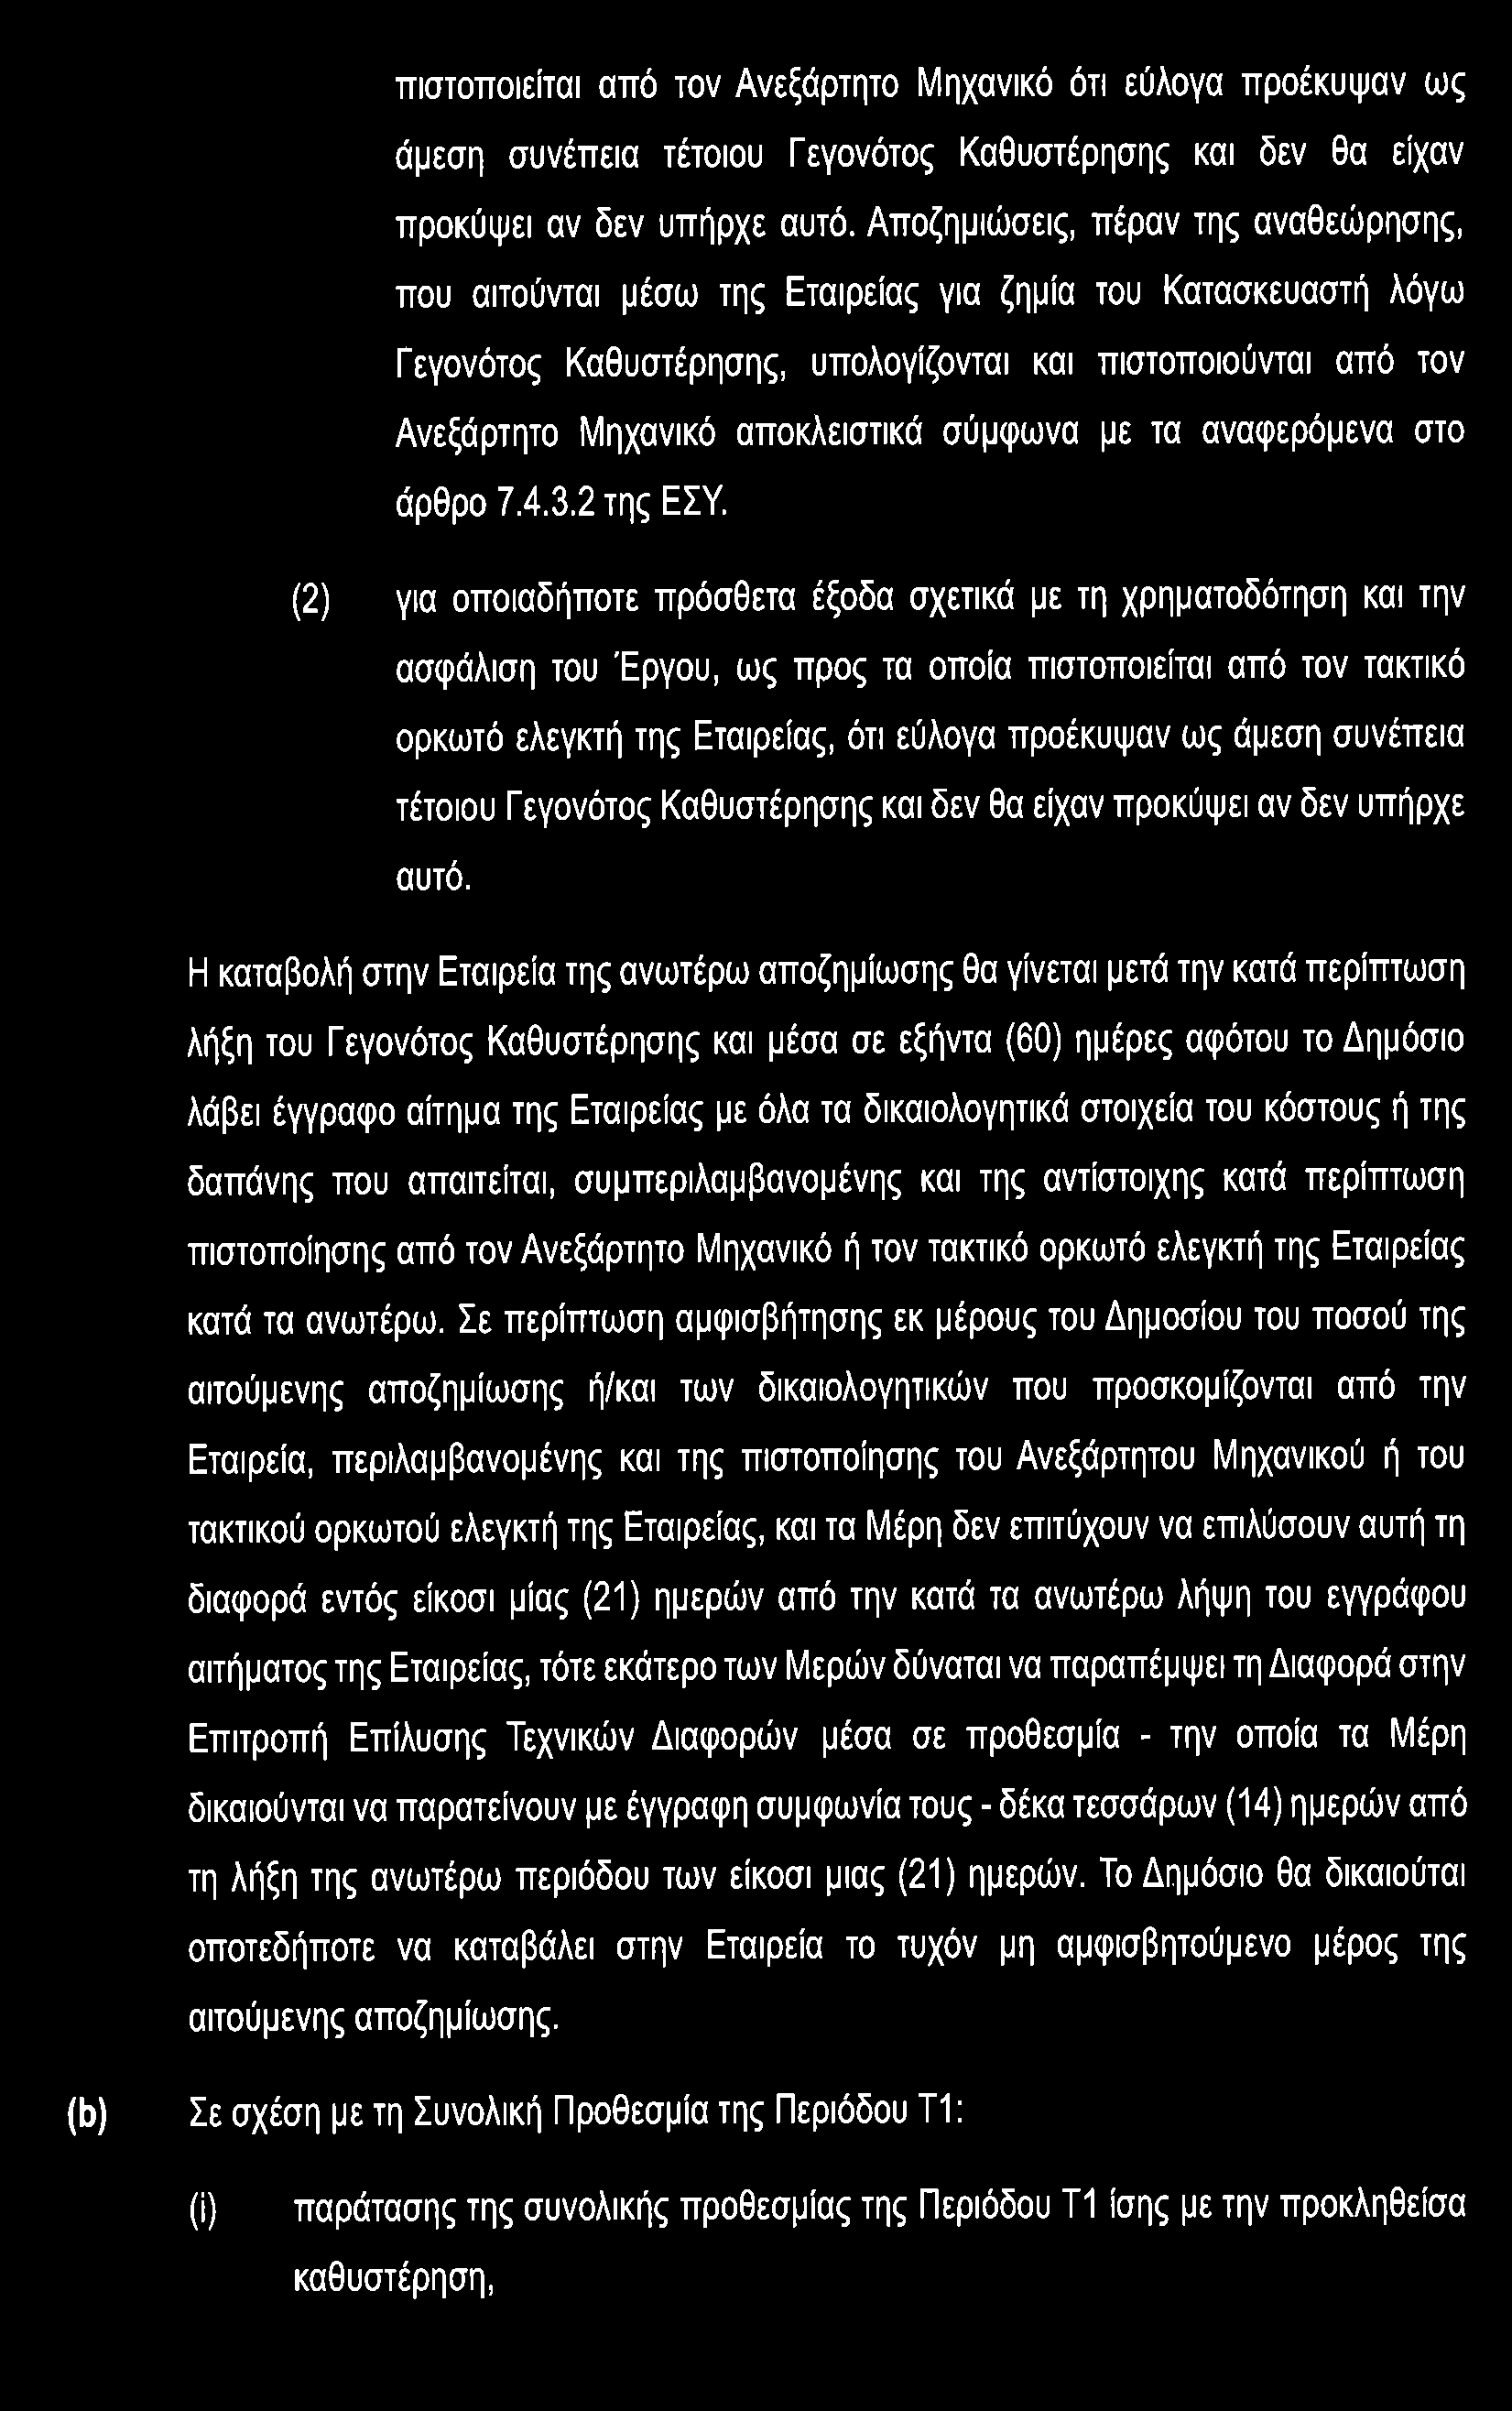 πιστοποιείται από τον Ανεξάρτητο Μηχανικό ότι εύλογα προέκυψαν ως
άμεση συνέπεια τέτοιου Γεγονότος Καθυστέρησης και δεν θα είχαν
προκύψει αν δεν υπήρχε αυτό. Αποζημιώσεις, πέραν της αναθεώρησης,
που αιτούνται μέσω της Εταιρείας για ζημία του Κατασκευαστή λόγω
Γεγονότος Καθυστέρησης, υπολογίζονται και πιστοποιούνται από τον
Ανεξάρτητο Μηχανικό αποκλειστικά σύμφωνα με τα αναφερόμενα στο
άρθρο 7.4.3.2 της ΕΣΥ.
(2) για οποιαδήποτε πρόσθετα έξοδα σχετικά με τη χρηματοδότηση και την
ασφάλιση του Έργου, ως προς τα οποία πιστοποιείται από τον τακτικό
ορκωτό ελεγκτή της Εταιρείας, ότι εύλογα προέκυψαν ως άμεση συνέπεια
τέτοιου Γεγονότος Καθυστέρησης και δεν θα είχαν προκύψει αν δεν υπήρχε
αυτό.
Η καταβολή στην Εταιρεία της ανωτέρω αποζημίωσης θα γίνεται μετά την κατά περίπτωση
λήξη του Γεγονότος Καθυστέρησης και μέσα σε εξήντα (60) ημέρες αφότου το Δημόσιο
λάβει έγγραφο αίτημα της Εταιρείας με όλα τα δικαιολογητικά στοιχεία του κόστους ή της
δαπάνης που απαιτείται, συμπεριλαμβανομένης και της αντίστοιχης κατά περίπτωση
πιστοποίησης από τον Ανεξάρτητο Μηχανικό ή τον τακτικό ορκωτό ελεγκτή της Εταιρείας
κατά τα ανωτέρω. Σε περίπτωση αμφισβήτησης εκ μέρους του Δημοσίου του ποσού της
αιτούμενης αποζημίωσης ή/και των δικαιολογητικών που προσκομίζονται από την
Εταιρεία, περιλαμβανομένης και της πιστοποίησης του Ανεξάρτητου Μηχανικού ή του
τακτικού ορκωτού ελεγκτή της Εταιρείας, και τα Μέρη δεν επιτύχουν να επιλύσουν αυτή τη
διαφορά εντός είκοσι μίας (21) ημερών από την κατά τα ανωτέρω λήψη του εγγράφου
αιτήματος της Εταιρείας, τότε εκάτερο των Μερών δύναται να παραπέμψει τη Διαφορά στην
Επιτροπή Επίλυσης Τεχνικών Διαφορών μέσα σε προθεσμία - την οποία τα Μέρη
δικαιούνται να παρατείνουν με έγγραφη συμφωνία τους - δέκα τεσσάρων (14) ημερών από
τη λήξη της ανωτέρω περιόδου των είκοσι μιας (21) ημερών. Το Δημόσιο θα δικαιούται
οποτεδήποτε να καταβάλει στην Εταιρεία το τυχόν μη αμφισβητούμενο μέρος της
αιτούμενης αποζημίωσης.
(b) Σε σχέση με τη Συνολική Προθεσμία της Περιόδου Τ1:
(i) παράτασης της συνολικής προθεσμίας της Περιόδου Τ1 ίσης με την προκληθείσα
καθυστέρηση,